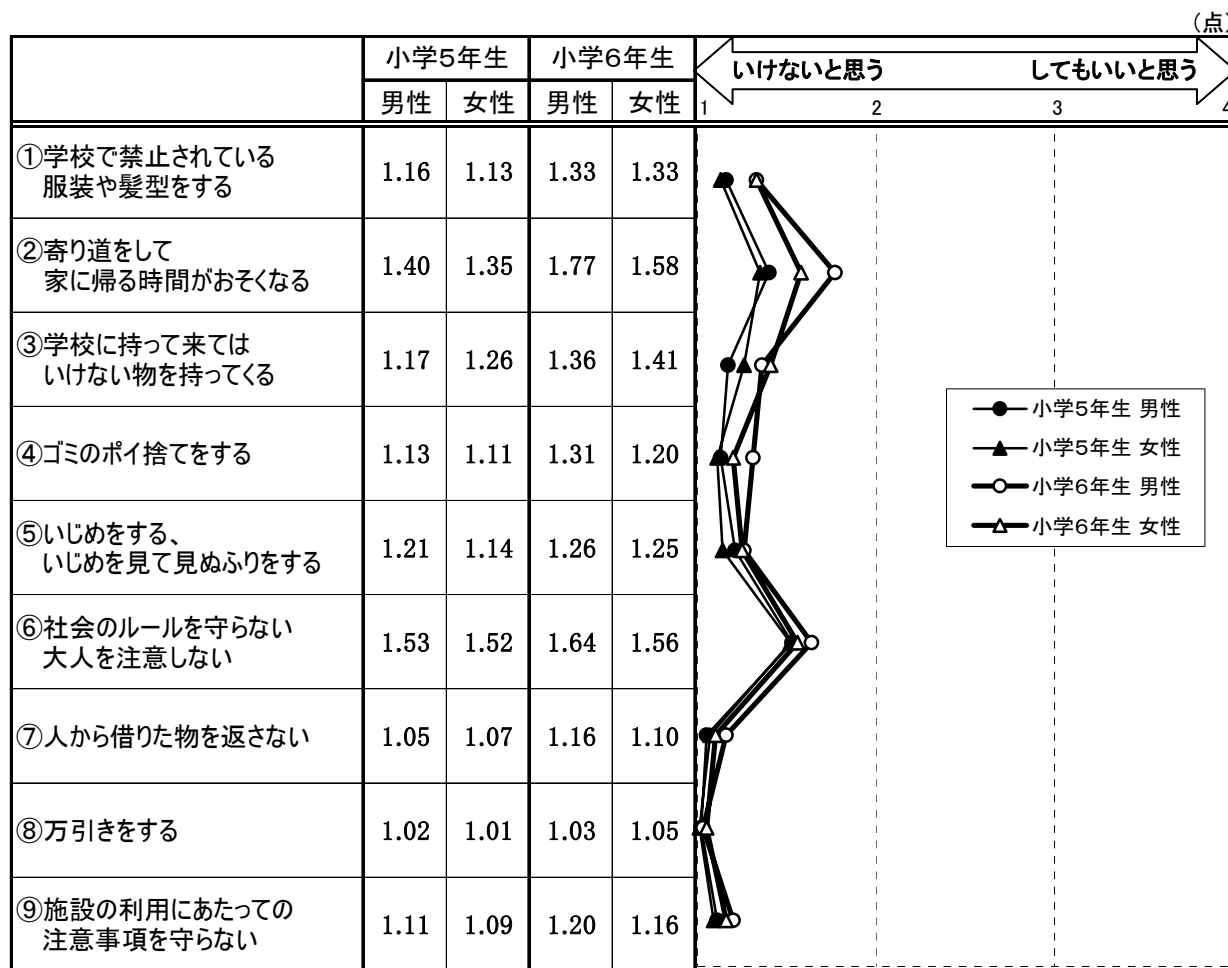 (点)
小学5年生 小学6年生
男性 女性 男性 女性
いけないと思う してもいいと思う
1 2 3 4
①学校で禁止されている
服装や髪型をする
1.16 1.13 1.33 1.33
②寄り道をして
家に帰る時間がおそくなる
1.40 1.35 1.77 1.58
③学校に持って来ては
いけない物を持ってくる
1.17 1.26 1.36 1.41
④ゴミのポイ捨てをする
1.13 1.11 1.31 1.20
⑤いじめをする、
いじめを見て見ぬふりをする
1.21 1.14 1.26 1.25
⑥社会のルールを守らない
大人を注意しない
1.53 1.52 1.64 1.56
⑦人から借りた物を返さない
1.05 1.07 1.16 1.10
⑧万引きをする
1.02 1.01 1.03 1.05
⑨施設の利用にあたっての
注意事項を守らない
1.11 1.09 1.20 1.16
小学5年生 男性
小学5年生 女性
小学6年生 男性
小学6年生 女性